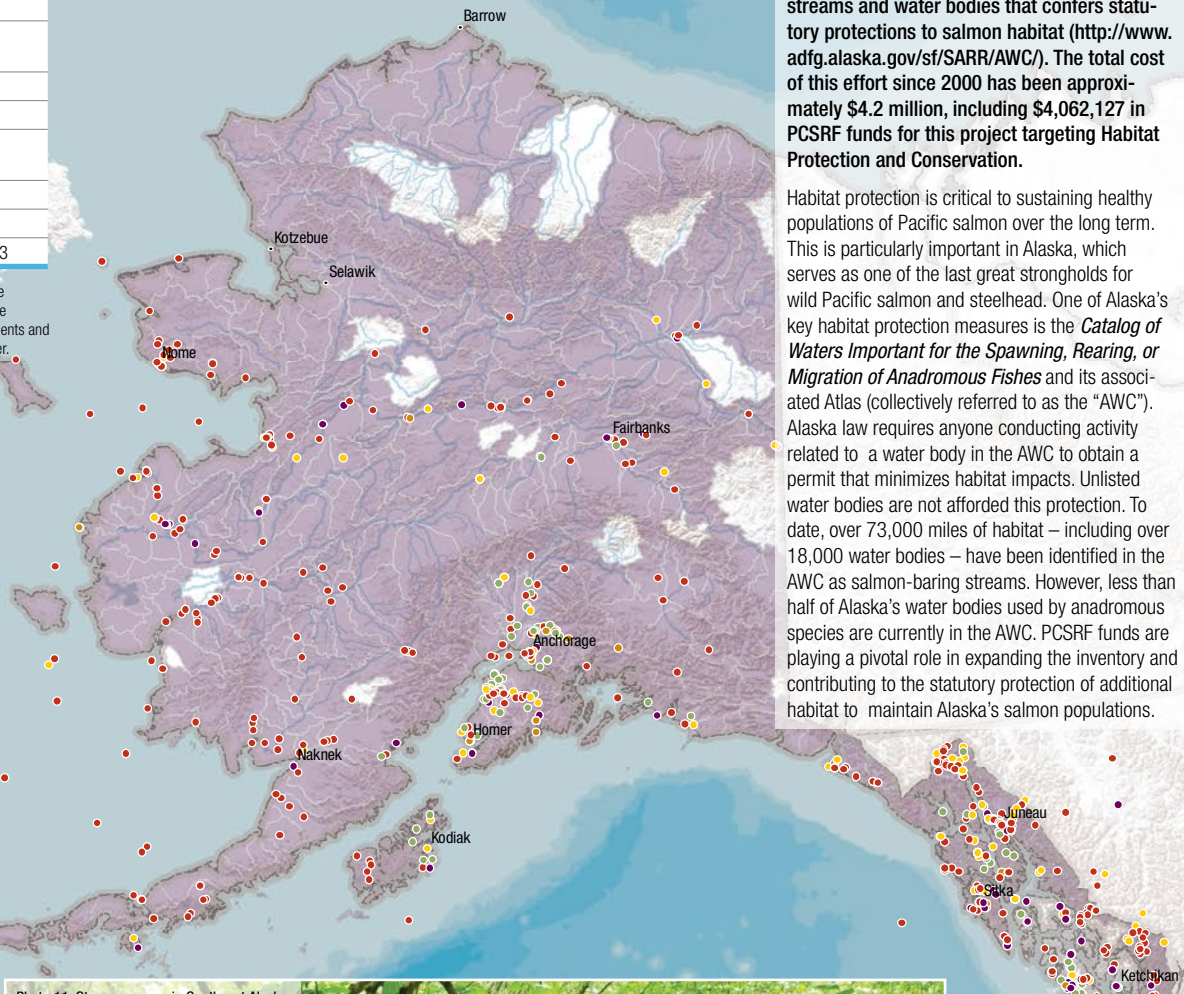 streams and water bodies that confers statu-
tory protections to salmon habitat (http://www.
adfg.alaska.gov/sf/SARR/AWC/). The total cost
of this effort since 2000 has been approxi-
mately $4.2 million, including $4,062,127 in
PCSRF funds for this project targeting Habitat
Protection and Conservation.
Habitat protection is critical to sustaining healthy
populations of Pacific salmon over the long term.
This is particularly important in Alaska, which
serves as one of the last great strongholds for
wild Pacific salmon and steelhead. One of Alaska's
key habitat protection measures is the Catalog of
Waters Important for the Spawning, Rearing, or
Migration of Anadromous Fishes and its associ-
ated Atlas (collectively referred to as the “AWC”).
Alaska law requires anyone conducting activity
related to a water body in the AWC to obtain a
permit that minimizes habitat impacts. Unlisted
water bodies are not afforded this protection. To
date, over 73,000 miles of habitat – including over
18,000 water bodies – have been identified in the
AWC as salmon-baring streams. However, less than
half of Alaska's water bodies used by anadromous
species are currently in the AWC. PCSRF funds are
playing a pivotal role in expanding the inventory and
contributing to the statutory protection of additional
habitat to maintain Alaska's salmon populations.
Barrow
Kotzebue
Selawik
3
ents and
er.
Nome
Fairbanks
Anchorage
Homer
Naknek
Kodiak
Juneau
Sitka
Ketchikan